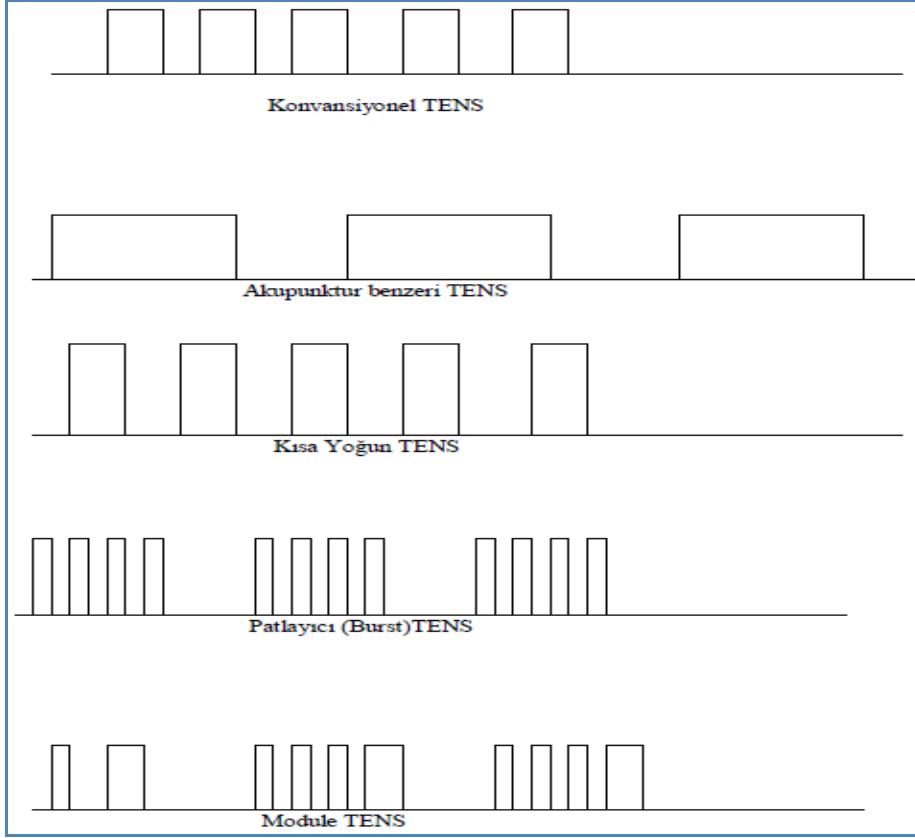 Konvansiyonel TENS
Akupunktur benzeri TENS
Kısa Yoğun TENS
Patlayıcı (Burst)TENS
Module TENS